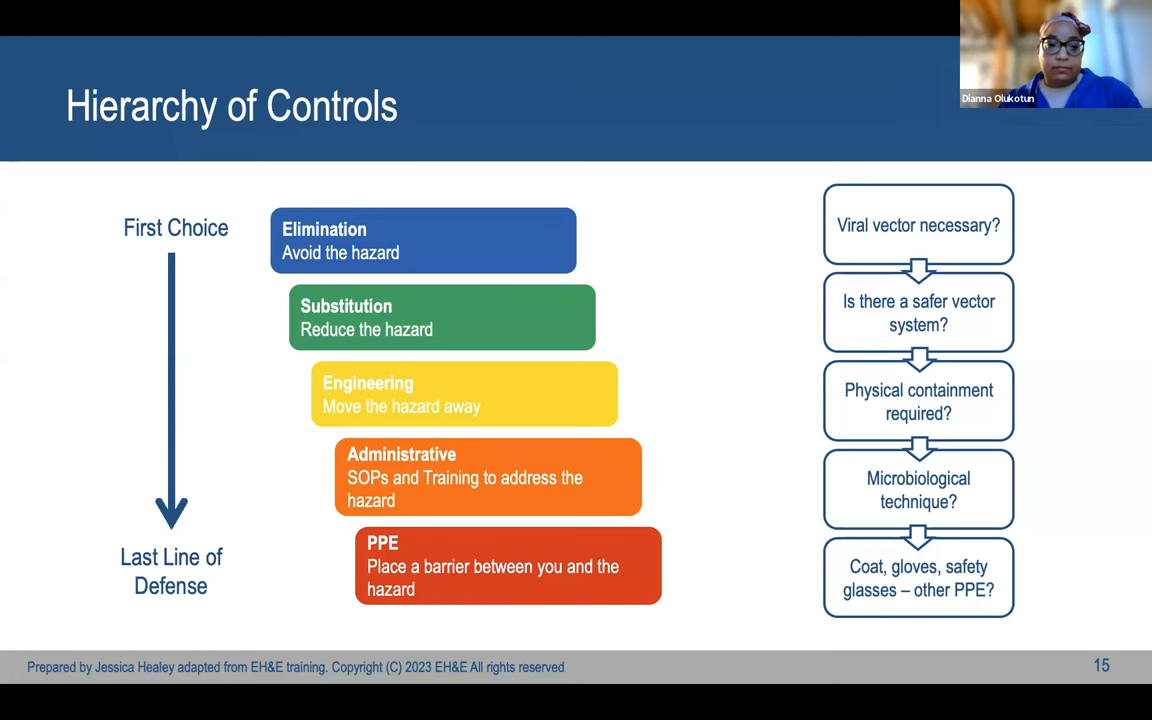 Dianna Olukotun
Hierarchy of Controls
First Choice
Last Line of
Defense
Elimination
Avoid the hazard
Substitution
Reduce the hazard
Engineering
Move the hazard away
Administrative
SOPs and Training to address the
hazard
PPE
Place a barrier between you and the
hazard
Viral vector necessary?
Is there a safer vector
system?
Physical containment
required?
Microbiological
technique?
Coat, gloves, safety
glasses – other PPE?
Prepared by Jessica Healey adapted from EH&E training. Copyright (C) 2023 EH&E All rights reserved
15